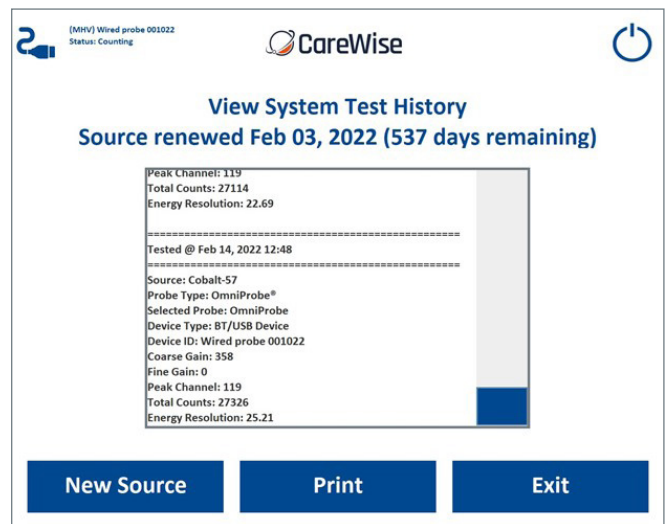 (MHV) Wired probe 001022
Status: Counting
CareWise
View System Test History
Source renewed Feb 03, 2022 (537 days remaining)
Peak Channel: 119
Total Counts: 27114
Energy Resolution: 22.69
====================================================
Tested @ Feb 14, 2022 12:48
====================================================
Source: Cobalt-57
Probe Type: OmniProbe®
Selected Probe: OmniProbe
Device Type: BT/USB Device
Device ID: Wired probe 001022
Coarse Gain: 358
Fine Gain: 0
Peak Channel: 119
Total Counts: 27326
Energy Resolution: 25.21
New Source
Print
Exit